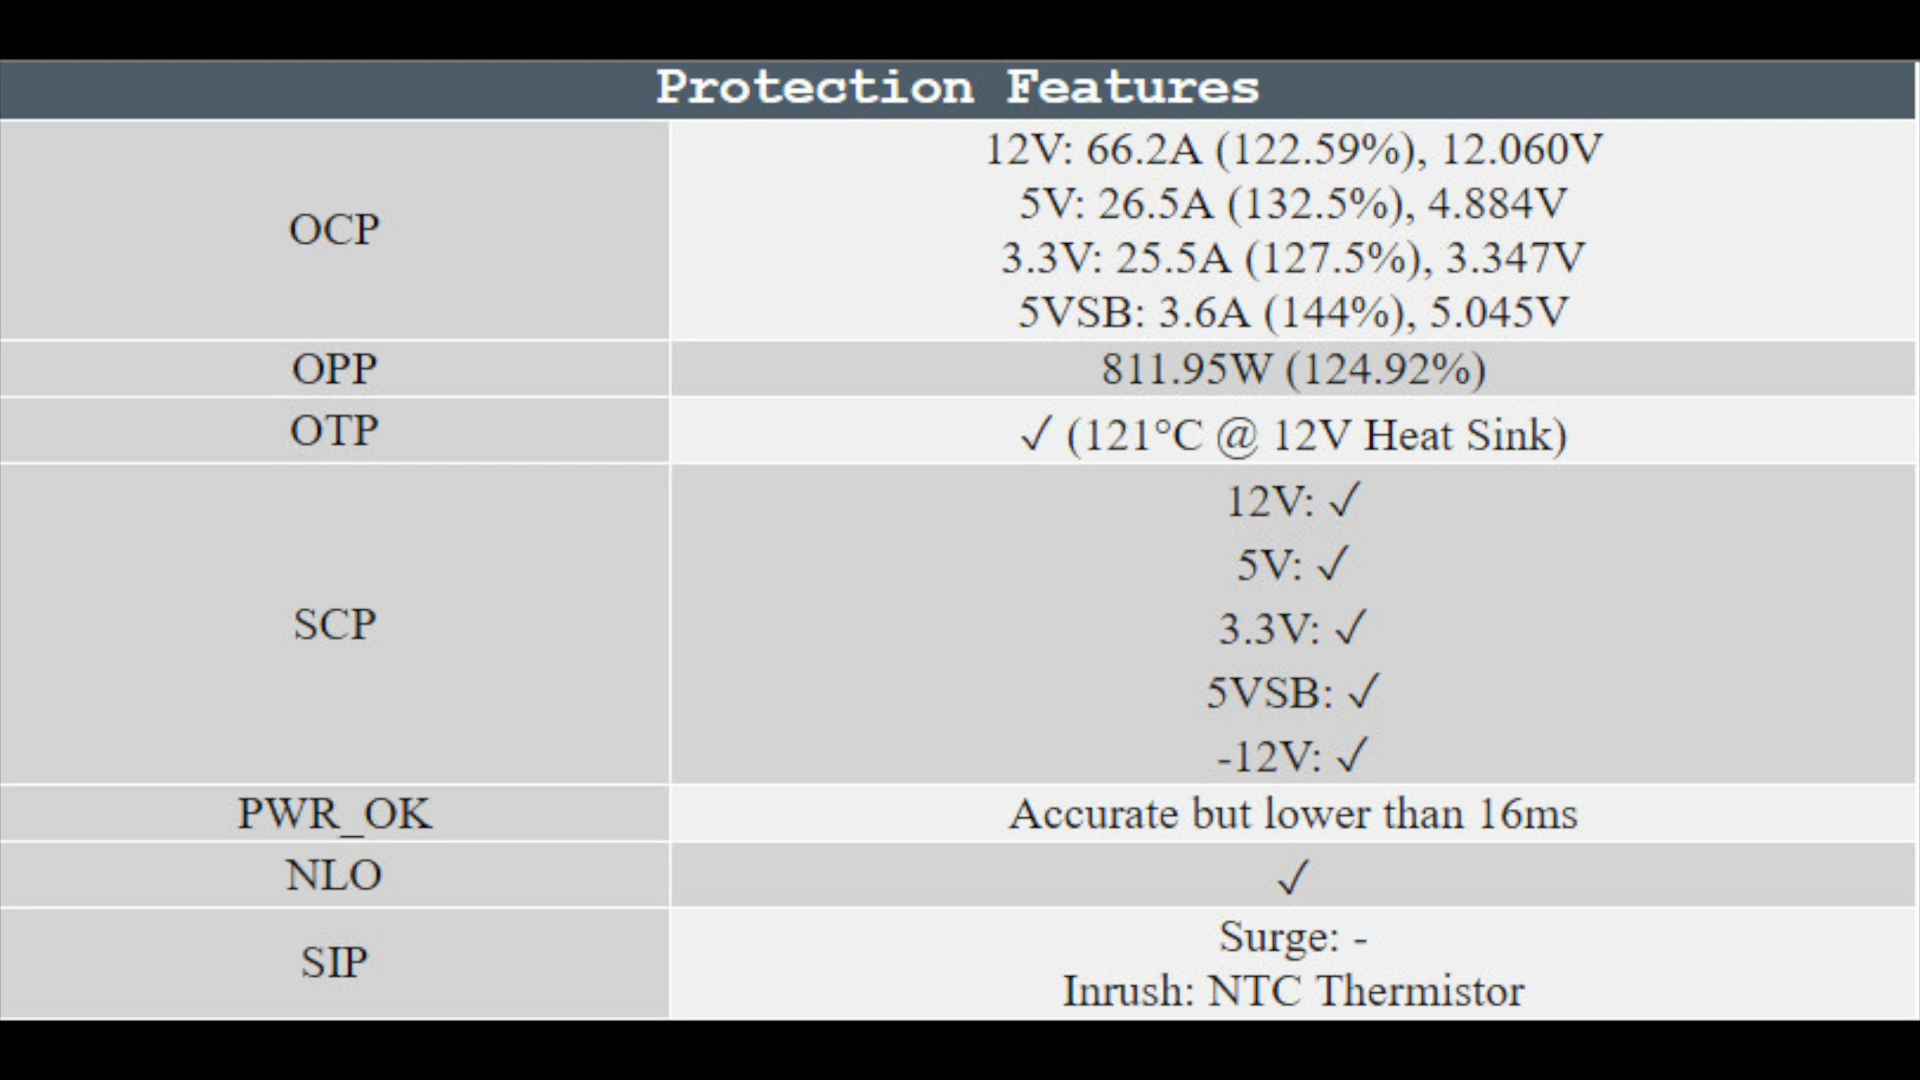 Protection Features
OCP
12V: 66.2A (122.59%), 12.060V
5V: 26.5A (132.5%), 4.884V
3.3V: 25.5A (127.5%), 3.347V
5VSB: 3.6A (144%), 5.045V
OPP
811.95W (124.92%)
OTP
✓ (121°C @ 12V Heat Sink)
SCP
12V: ✓
5V: ✓
3.3V: ✓
5VSB: ✓
-12V: ✓
PWR_OK
Accurate but lower than 16ms
NLO
✓
SIP
Surge: -
Inrush: NTC Thermistor